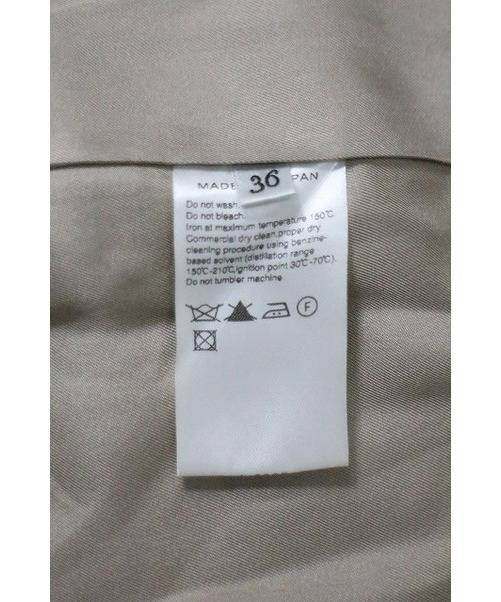 MADE
36
PAN
Do not wash.
Do not bleach.
Iron at maximum temperature 150℃.
Commercial dry clean,proper dry
cleaning procedure using benzine-
based solvent (distilation range
150℃-210℃,ignition point 30℃-70℃).
Do not tumbler machine.
F